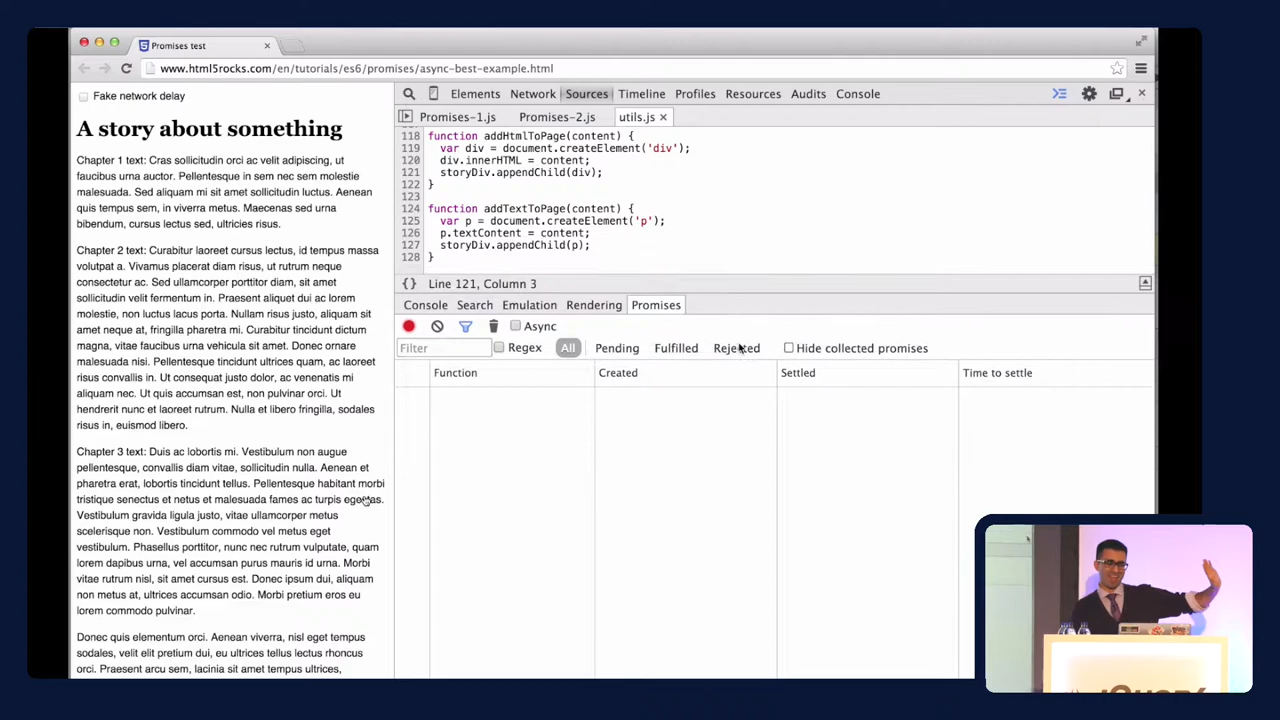 Promises test
www.html5rocks.com/en/tutorials/es6/promises/async-best-example.html
Fake network delay
A story about something
Chapter 1 text: Cras sollicitudin orci ac velit adipiscing, ut
faucibus urna auctor. Pellentesque in sem nec sem molestie
malesuada. Sed aliquam mi sit amet sollicitudin luctus. Aenean
quis tempus sem, in viverra metus. Maecenas sed urna
bibendum, cursus lectus sed, ultricies risus.
Chapter 2 text: Curabitur laoreet cursus lectus, id tempus massa
volutpat a. Vivamus placerat diam risus, ut rutrum neque
consectetur ac. Sed ullamcorper porttitor diam, sit amet
sollicitudin velit fermentum in. Praesent aliquet dui ac lorem
molestie, non luctus lacus porta. Nullam risus justo, aliquam
amet neque at, fringilla pharetra mi. Curabitur tincidunt dictum
mauris, vitae faucibus urna vehicula sit amet. Donec in
tempus. Pellentesque tincidunt ultrices quam, ac laoreet
risus convallis in. Ut consequat justo dolor, ac venenatis mi
aliquam nec. Ut quis accumsan est, non pulvinar orci. Ut
hendrerit nunc et laoreet rutrum. Nulla et libero fringilla, sodales
risus in, euismod libero.
Chapter 3 text: Duis ac lobortis mi. Vestibulum non augue
pellentesque, convallis diam vitae, sollicitudin nulla. Aenean et
pharetra erat, lobortis tincidunt tellus. Pellentesque habitant morbi
tristique senectus et netus et malesuada fames ac turpis egestas.
Vestibulum gravida ligula justo, vitae ullamcorper metus
scelerisque non. Vestibulum commodo vel metus eget
vestibulum. Phasellus porttitor, nunc nec rutrum vulputate, quam
lorem dapibus urna, vel mattis purus mauris id urna. Morbi
vitae rutrum nisl, sit amet cursus est. Donec ipsum dui, aliquam
non metus at, ultrices accumsan odio. Morbi pretium eros eu
lorem commodo pulvinar.
Donec quis elementum orci. Aenean viverra, nisl eget tempus
sodales, velit elit pretium dui, eu ultrices lectus rhoncus
orci. Praesent arcu sem, lacinia sit amet tempus ultrices,
Elements Network Sources Timeline Profiles Resources Audits Console
Promises-1.js Promises-2.js utils.js
118 function addHtmlToPage(content) {
119 var div = document.createElement('div');
120 div.innerHTML = content;
121 storyDiv.appendChild(div);
122 }
123
124 function addTextToPage(content) {
125 var p = document.createElement('p');
126 p.textContent = content;
127 storyDiv.appendChild(p);
128 }
{} Line 121, Column 3
Console Search Emulation Rendering Promises
Async
Filter Regex All Pending Fulfilled Rejected Hide collected promises
Function Created Settled Time to settle